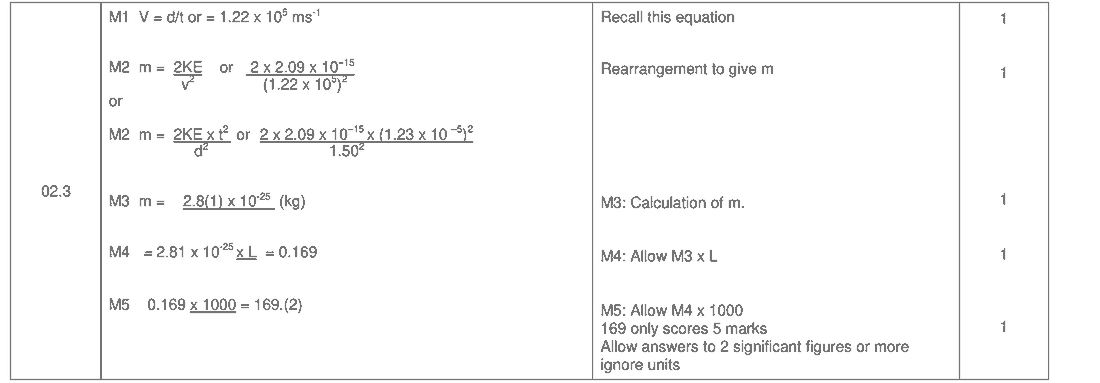 M1 V = d/t or = 1.22 x 10⁵ ms⁻¹
Recall this equation
1
M2 m = 2KE or 2 x 2.09 x 10⁻¹⁵
v² (1.22 x 10⁵)²
Rearrangement to give m
1
or
M2 m = 2KE x t² or 2 x 2.09 x 10⁻¹⁵ x (1.23 x 10⁻⁵)²
d² 1.50²
02.3
M3 m = 2.8(1) x 10⁻²⁵ (kg)
M3: Calculation of m.
1
M4 = 2.81 x 10⁻²⁵ x L = 0.169
M4: Allow M3 x L
1
M5 0.169 x 1000 = 169.(2)
M5: Allow M4 x 1000
169 only scores 5 marks
1
Allow answers to 2 significant figures or more
ignore units